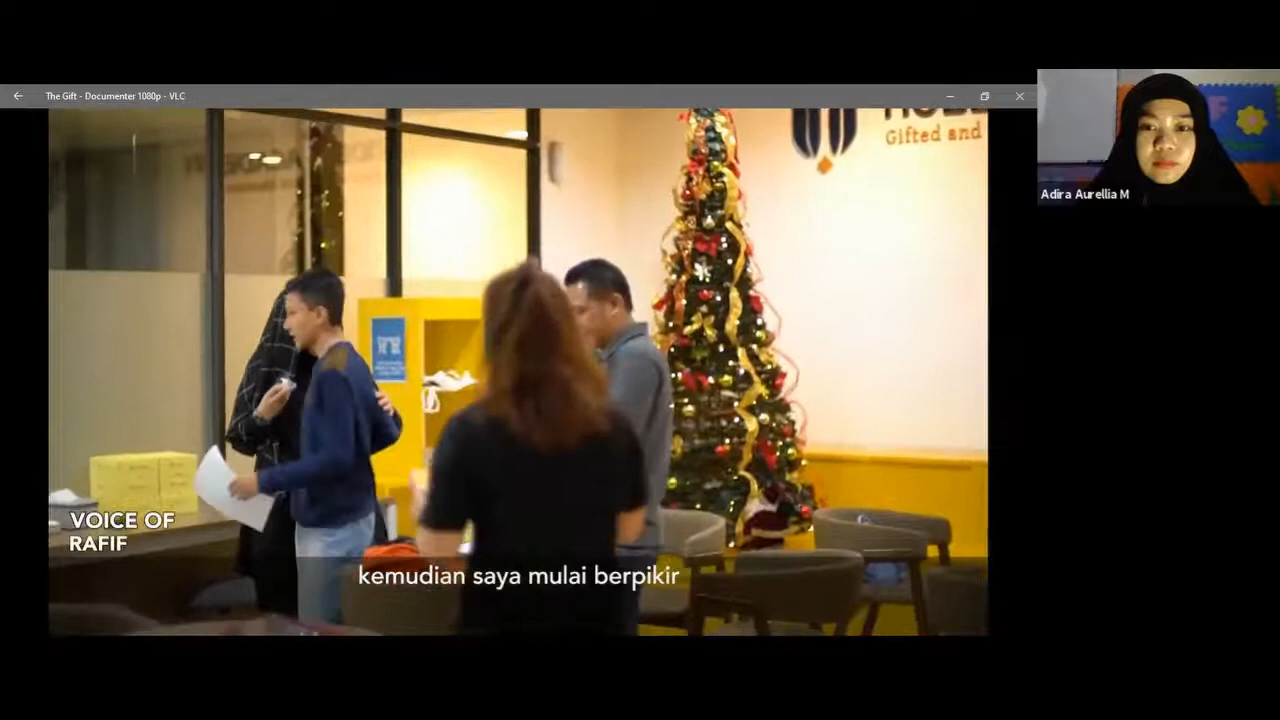 The Gift - Documenter 1080p - VLC
Gifted and
Adira Aurellia M
VOICE OF
RAFIF
kemudian saya mulai berpikir